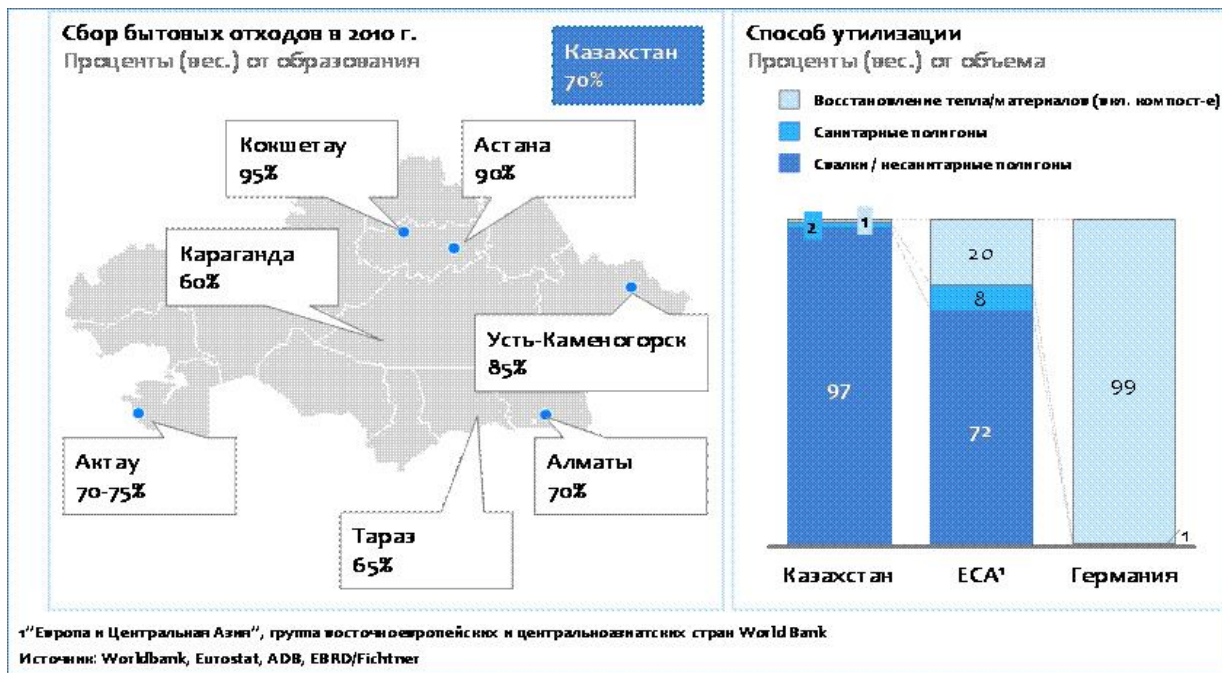 Сбор бытовых отходов в 2010 г.
Проценты (вес.) от образования
Казахстан
70%
Кокшетау
95%
Астана
90%
Караганда
60%
Усть-Каменогорск
85%
Актау
70-75%
Алматы
70%
Тараз
65%
Способ утилизации
Проценты (вес.) от объема
Восстановление тепла/материалов (вкл. компост-е)
Санитарные полигоны
Свалки / несанитарные полигоны
2
1
97
20
8
72
99
1
Казахстан
ECA¹
Германия
1"Европа и Центральная Азия", группа восточноевропейских и центральноазиатских стран World Bank
Источник: Worldbank, Eurostat, ADB, EBRD/Fichtner